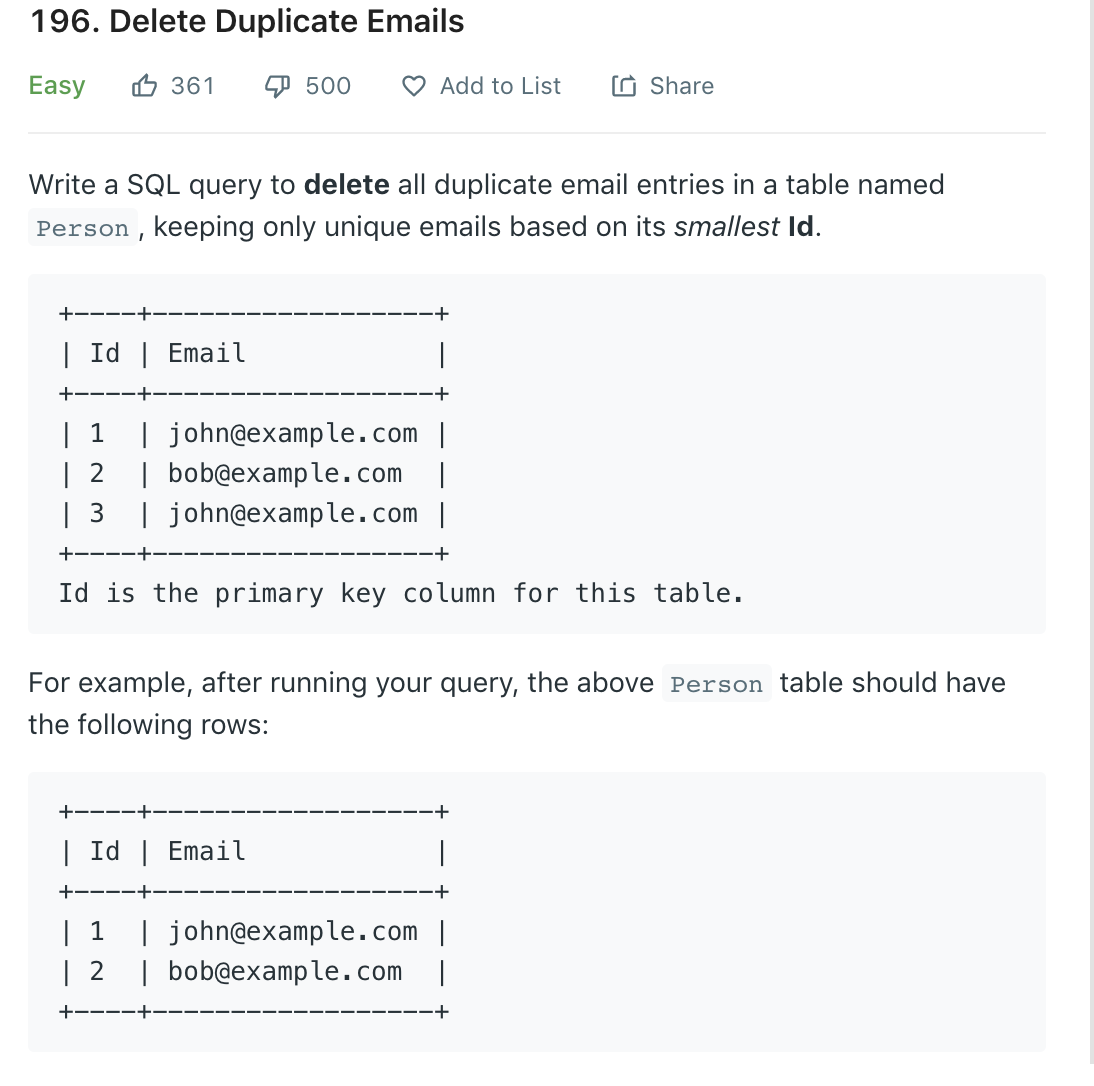 196. Delete Duplicate Emails
Easy 361 500 Add to List Share
Write a SQL query to delete all duplicate email entries in a table named
Person, keeping only unique emails based on its smallest Id.
+----+------------------+
| Id | Email            |
+----+------------------+
| 1  | john@example.com |
| 2  | bob@example.com  |
| 3  | john@example.com |
+----+------------------+
Id is the primary key column for this table.
For example, after running your query, the above Person table should have
the following rows:
+----+------------------+
| Id | Email            |
+----+------------------+
| 1  | john@example.com |
| 2  | bob@example.com  |
+----+------------------+